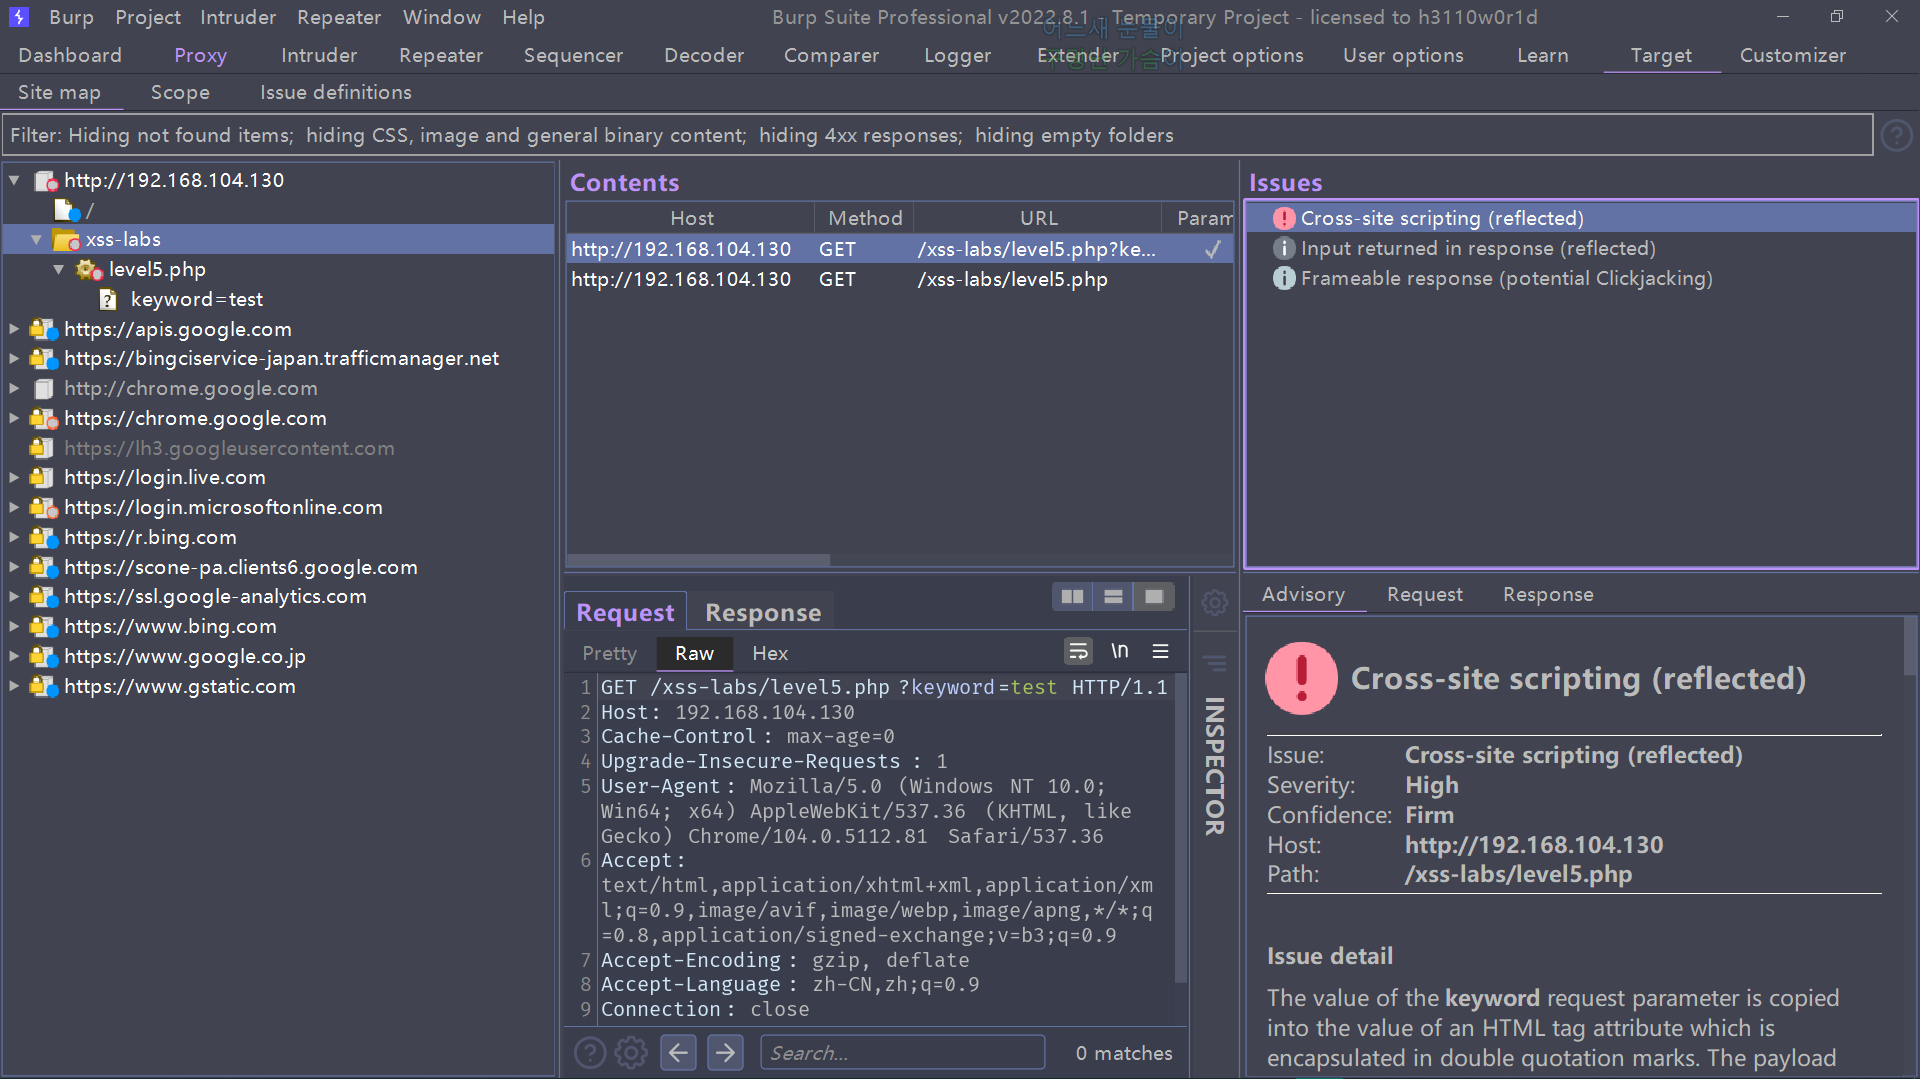 Burp Project Intruder Repeater Window Help
Burp Suite Professional v2022.8.1 - Temporary Project - licensed to h3110w0r1d
어느새 눈물이
Dashboard Proxy Intruder Repeater Sequencer Decoder Comparer Logger Extender Project options User options Learn Target Customizer
Site map Scope Issue definitions
Filter: Hiding not found items; hiding CSS, image and general binary content; hiding 4xx responses; hiding empty folders
http://192.168.104.130
/
xss-labs
level5.php
keyword=test
https://apis.google.com
https://bingciservice-japan.trafficmanager.net
http://chrome.google.com
https://chrome.google.com
https://lh3.googleusercontent.com
https://login.live.com
https://login.microsoftonline.com
https://r.bing.com
https://scone-pa.clients6.google.com
https://ssl.google-analytics.com
https://www.bing.com
https://www.google.co.jp
https://www.gstatic.com
Contents
Host Method URL Param
http://192.168.104.130 GET /xss-labs/level5.php?ke...
http://192.168.104.130 GET /xss-labs/level5.php
Request Response
Pretty Raw Hex
\n
1 GET /xss-labs/level5.php?keyword=test HTTP/1.1
2 Host: 192.168.104.130
3 Cache-Control: max-age=0
4 Upgrade-Insecure-Requests: 1
5 User-Agent: Mozilla/5.0 (Windows NT 10.0;
Win64; x64) AppleWebKit/537.36 (KHTML, like
Gecko) Chrome/104.0.5112.81 Safari/537.36
6 Accept:
text/html,application/xhtml+xml,application/xm
l;q=0.9,image/avif,image/webp,image/apng,*/*;q
=0.8,application/signed-exchange;v=b3;q=0.9
7 Accept-Encoding: gzip, deflate
8 Accept-Language: zh-CN,zh;q=0.9
9 Connection: close
Search...
0 matches
INSPECTOR
Issues
Cross-site scripting (reflected)
Input returned in response (reflected)
Frameable response (potential Clickjacking)
Advisory Request Response
Cross-site scripting (reflected)
Issue: Cross-site scripting (reflected)
Severity: High
Confidence: Firm
Host: http://192.168.104.130
Path: /xss-labs/level5.php
Issue detail
The value of the keyword request parameter is copied
into the value of an HTML tag attribute which is
encapsulated in double quotation marks. The payload